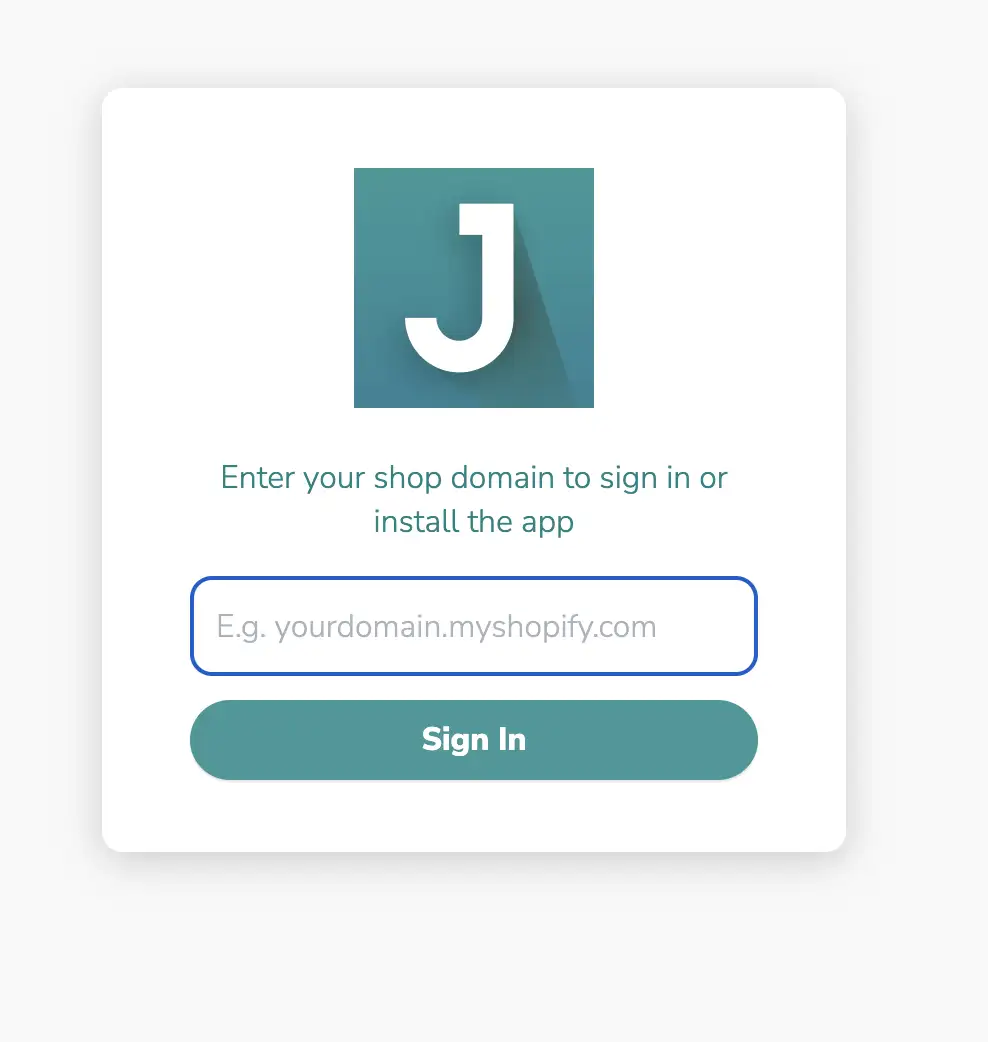 J
Enter your shop domain to sign in or
install the app
E.g. yourdomain.myshopify.com
Sign In